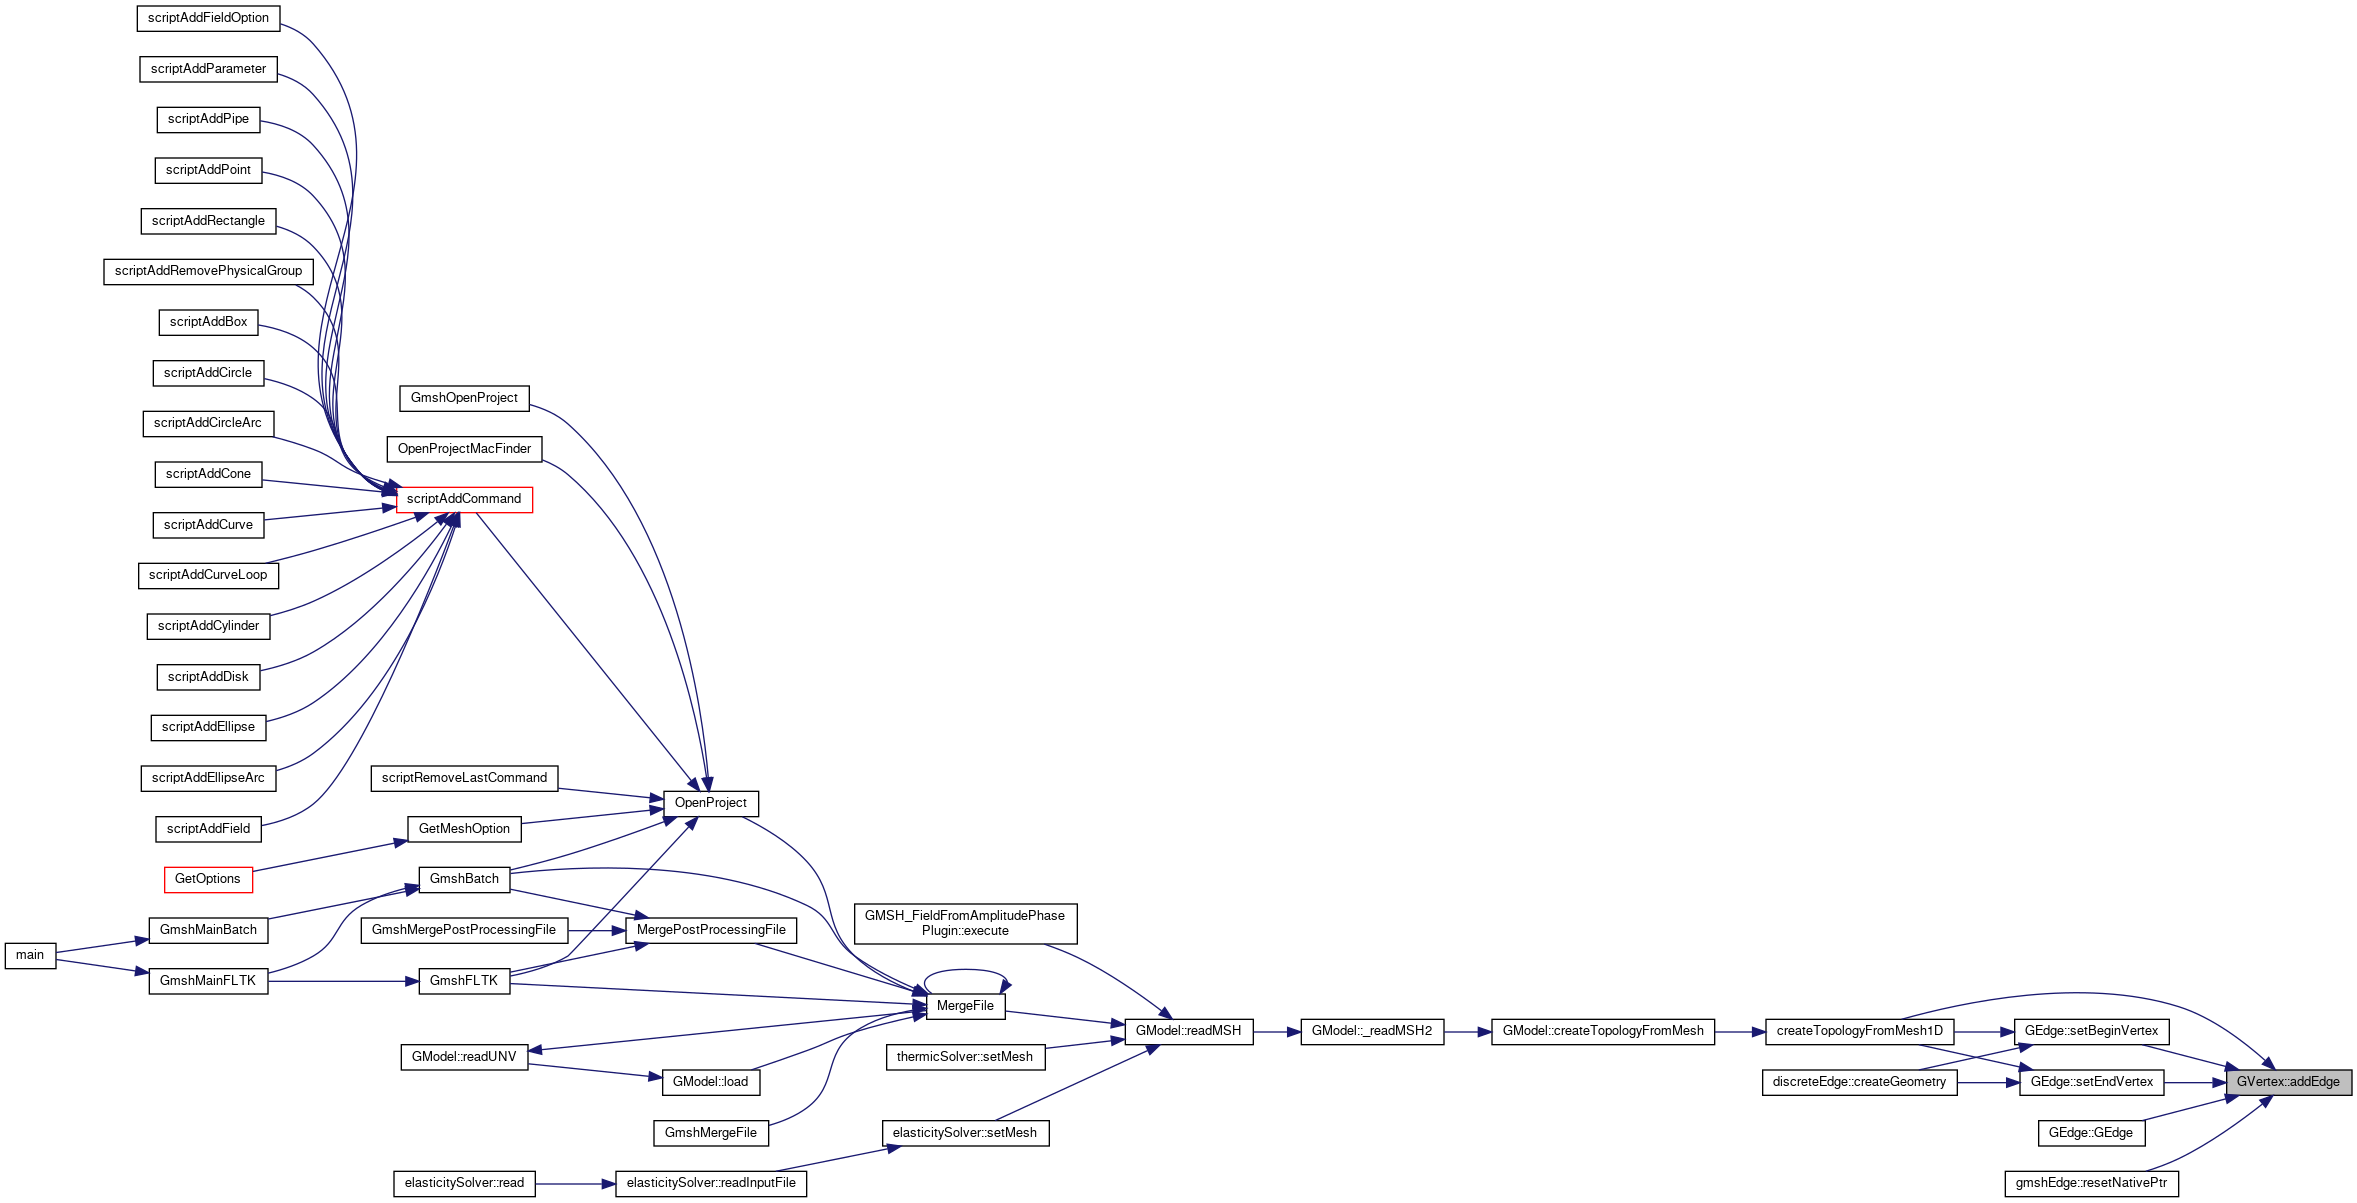 scriptAddFieldOption
scriptAddParameter
scriptAddPipe
scriptAddPoint
scriptAddRectangle
scriptAddRemovePhysicalGroup
scriptAddBox
scriptAddCircle
scriptAddCircleArc
scriptAddCone
scriptAddCurve
scriptAddCurveLoop
scriptAddCylinder
scriptAddDisk
scriptAddEllipse
scriptAddEllipseArc
scriptAddField
GetOptions
GmshMainBatch
main
GmshMainFLTK
GmshOpenProject
OpenProjectMacFinder
scriptAddCommand
scriptRemoveLastCommand
GetMeshOption
GmshBatch
GmshMergePostProcessingFile
GmshFLTK
GModel::readUNV
elasticitySolver::read
OpenProject
MergePostProcessingFile
GModel::load
GmshMergeFile
elasticitySolver::readInputFile
GMSH_FieldFromAmplitudePhase
Plugin::execute
MergeFile
thermicSolver::setMesh
elasticitySolver::setMesh
GModel::readMSH
GModel::_readMSH2
GModel::createTopologyFromMesh
createTopologyFromMesh1D
discreteEdge::createGeometry
GEdge::setBeginVertex
GEdge::setEndVertex
GEdge::GEdge
gmshEdge::resetNativePtr
GVertex::addEdge